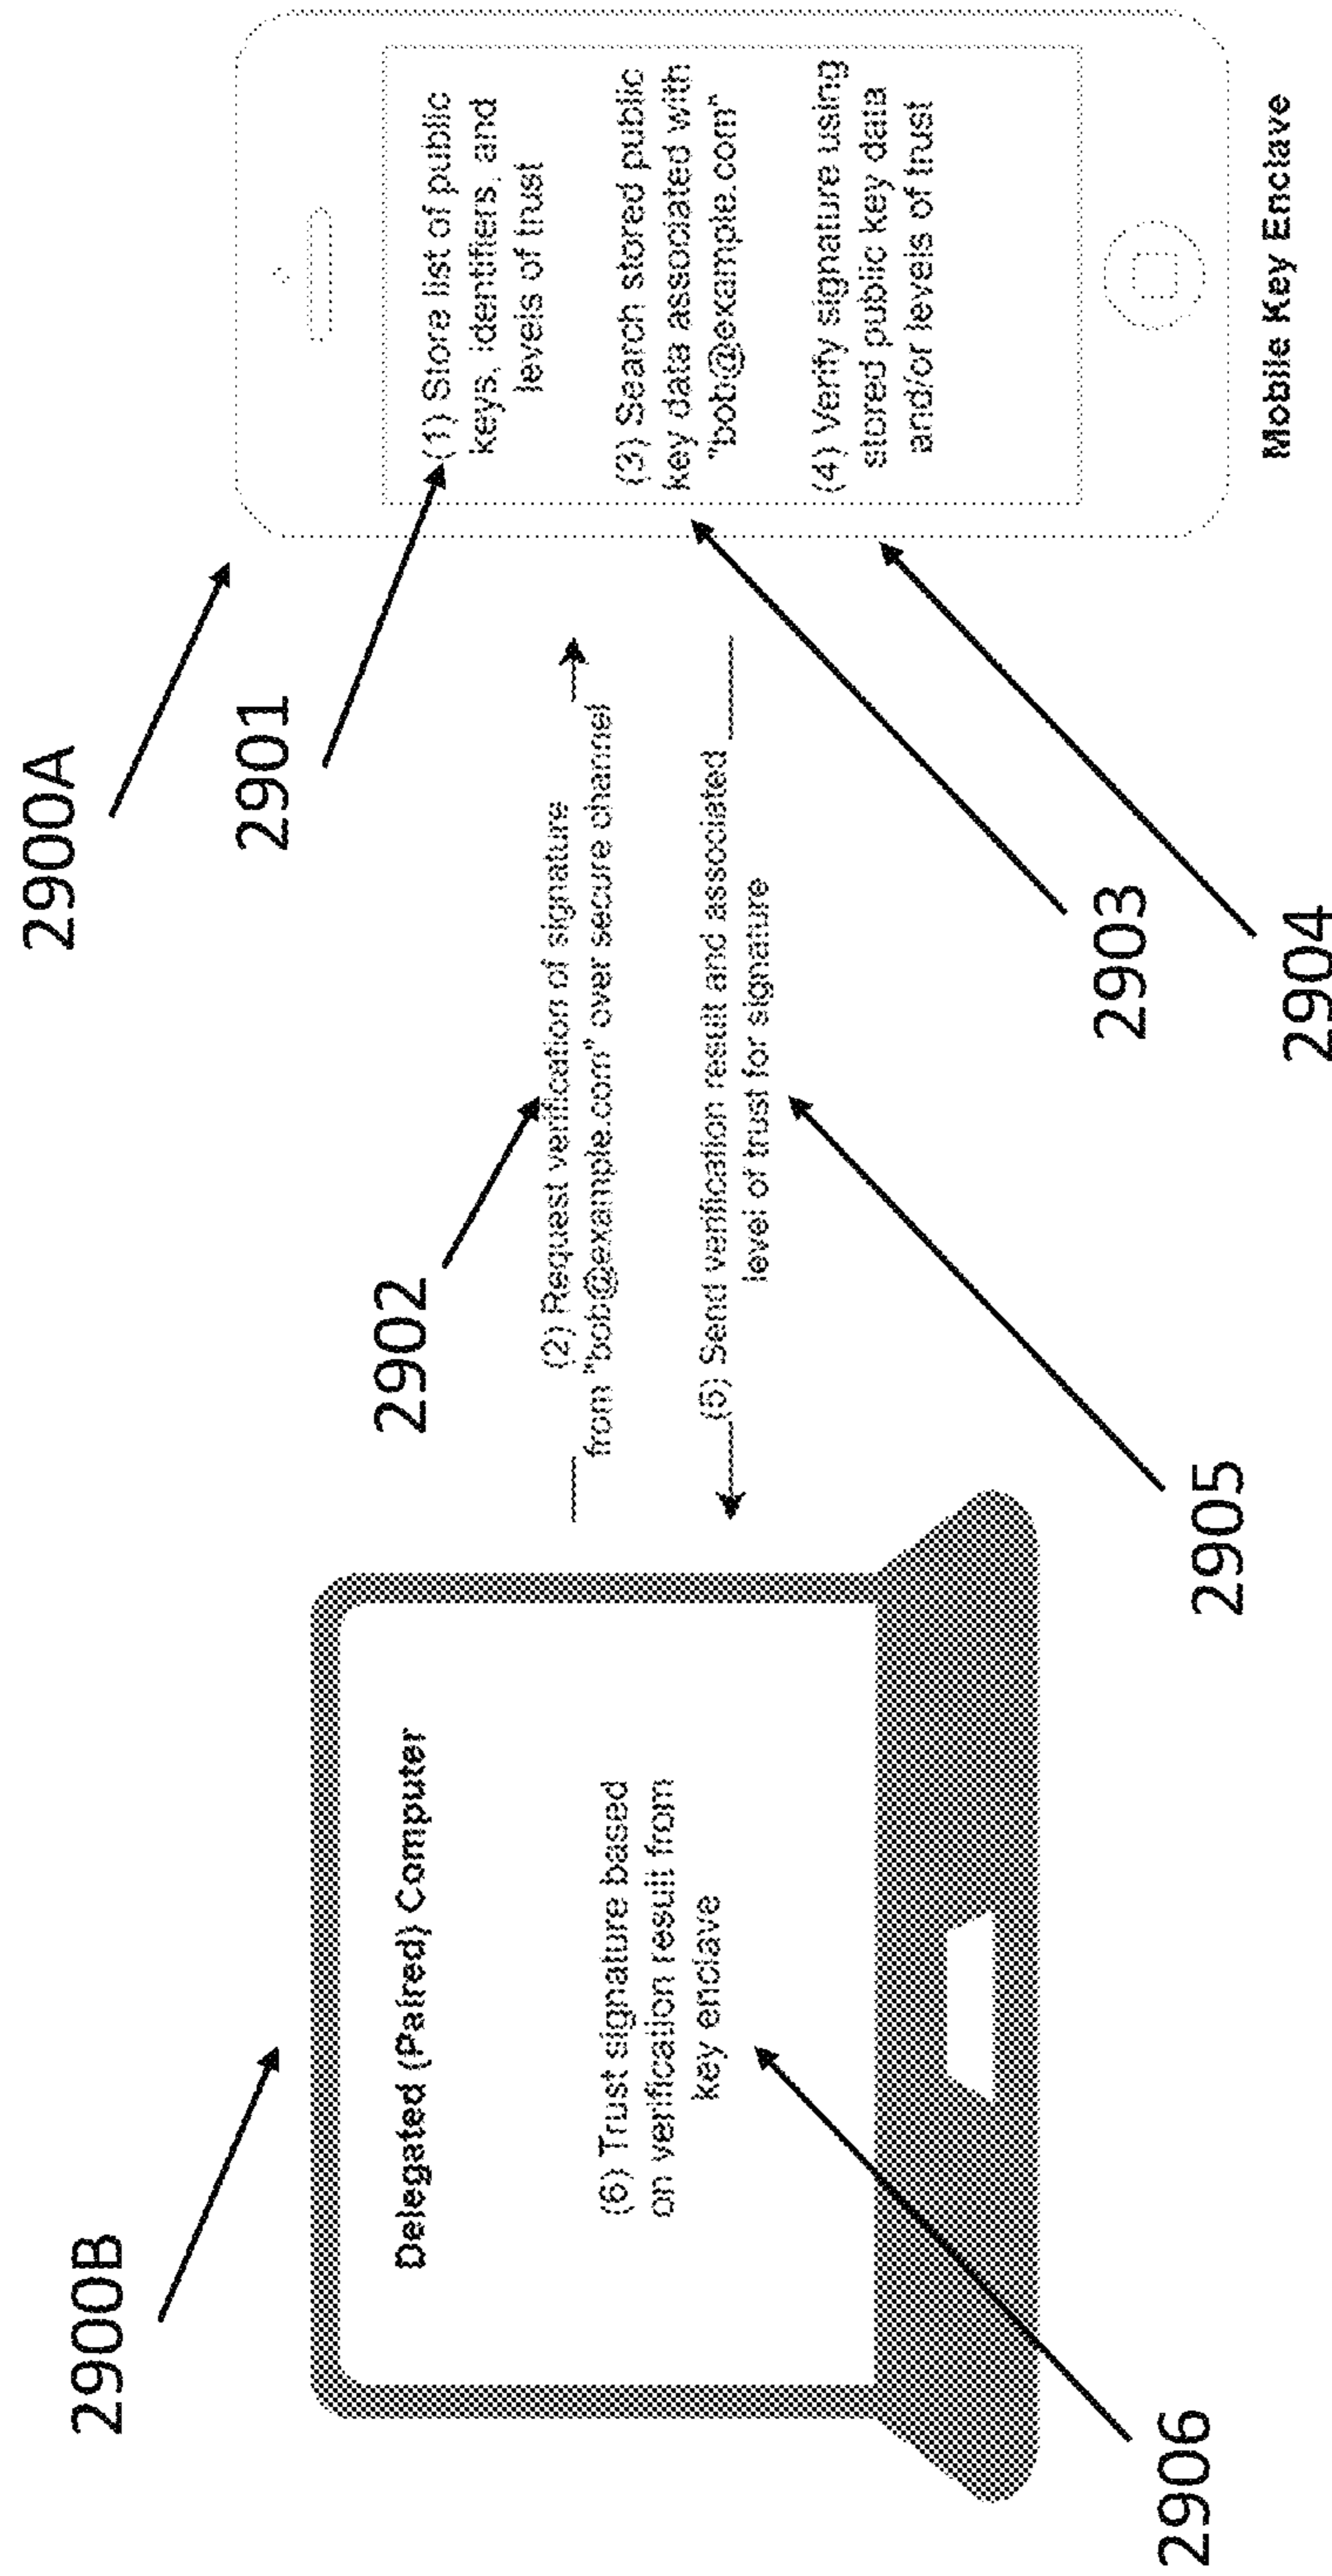 2900B
2900A
Delegated (Paired) Computer
(6) Trust signature based
on verification result from
key enclave
2906
2902
(2) Request verification of signature
from "bob@example.com" over secure channel
(5) Send verification result and associated
level of trust for signature
2905
2901
(1) Store list of public
keys, identifiers, and
levels of trust
(3) Search stored public
key data associated with
"bob@example.com"
(4) Verify signature using
stored public key data
and/or levels of trust
2903
2904
Mobile Key Enclave